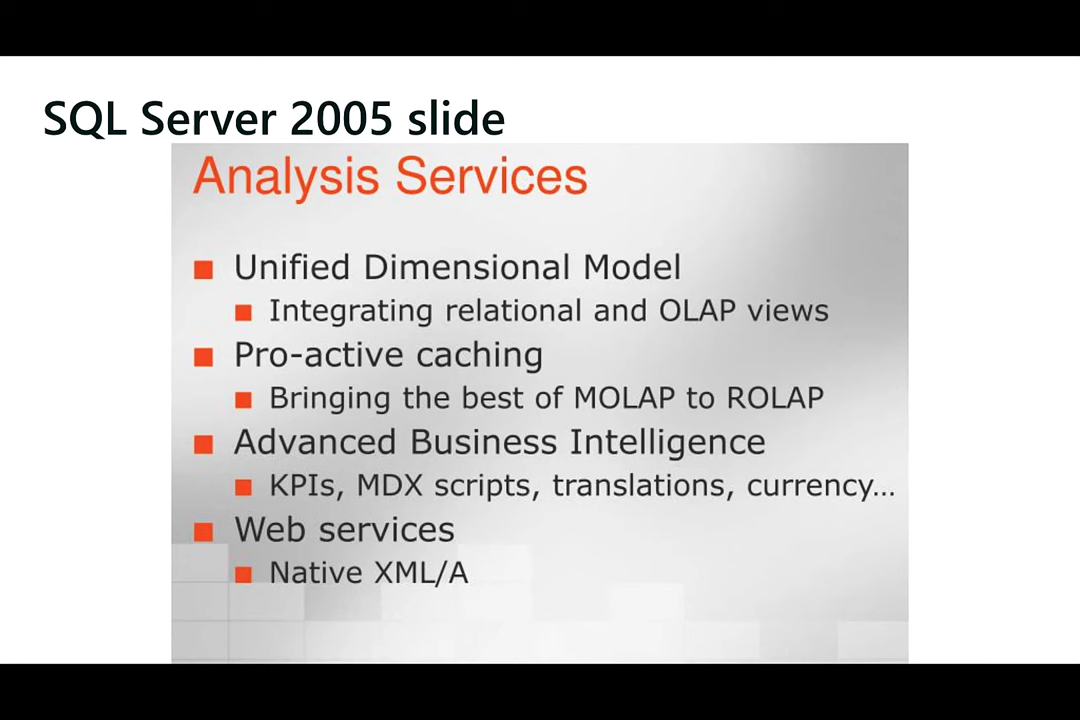 SQL Server 2005 slide
Analysis Services
Unified Dimensional Model
Integrating relational and OLAP views
Pro-active caching
Bringing the best of MOLAP to ROLAP
Advanced Business Intelligence
KPIs, MDX scripts, translations, currency…
Web services
Native XML/A